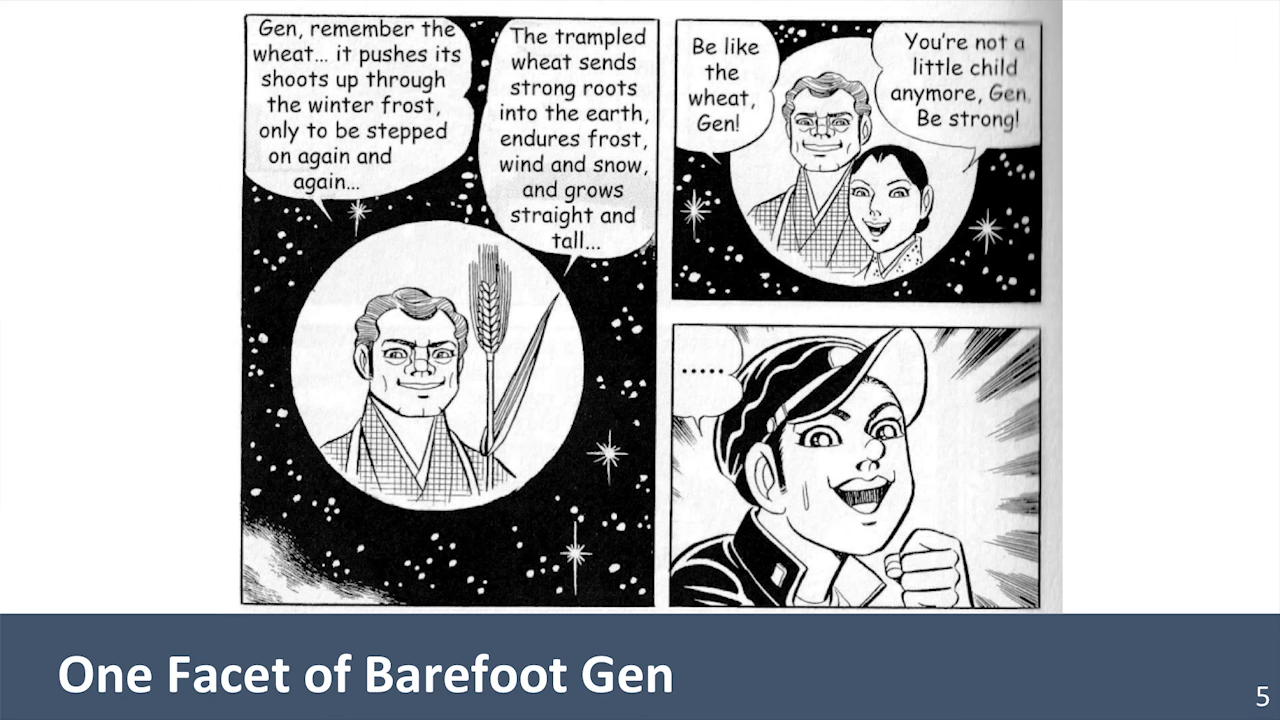 Gen, remember the
wheat... it pushes its
shoots up through
the winter frost,
only to be stepped
on again and
again...
The trampled
wheat sends
strong roots
into the earth,
endures frost,
wind and snow,
and grows
straight and
tall...
Be like
the
wheat,
Gen!
You're not a
little child
anymore, Gen.
Be strong!
.....
One Facet of Barefoot Gen
5